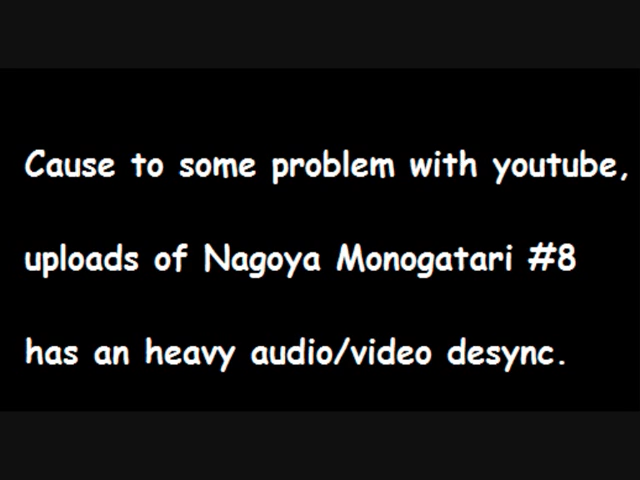 Cause to some problem with youtube,
uploads of Nagoya Monogatari #8
has an heavy audio/video desync.